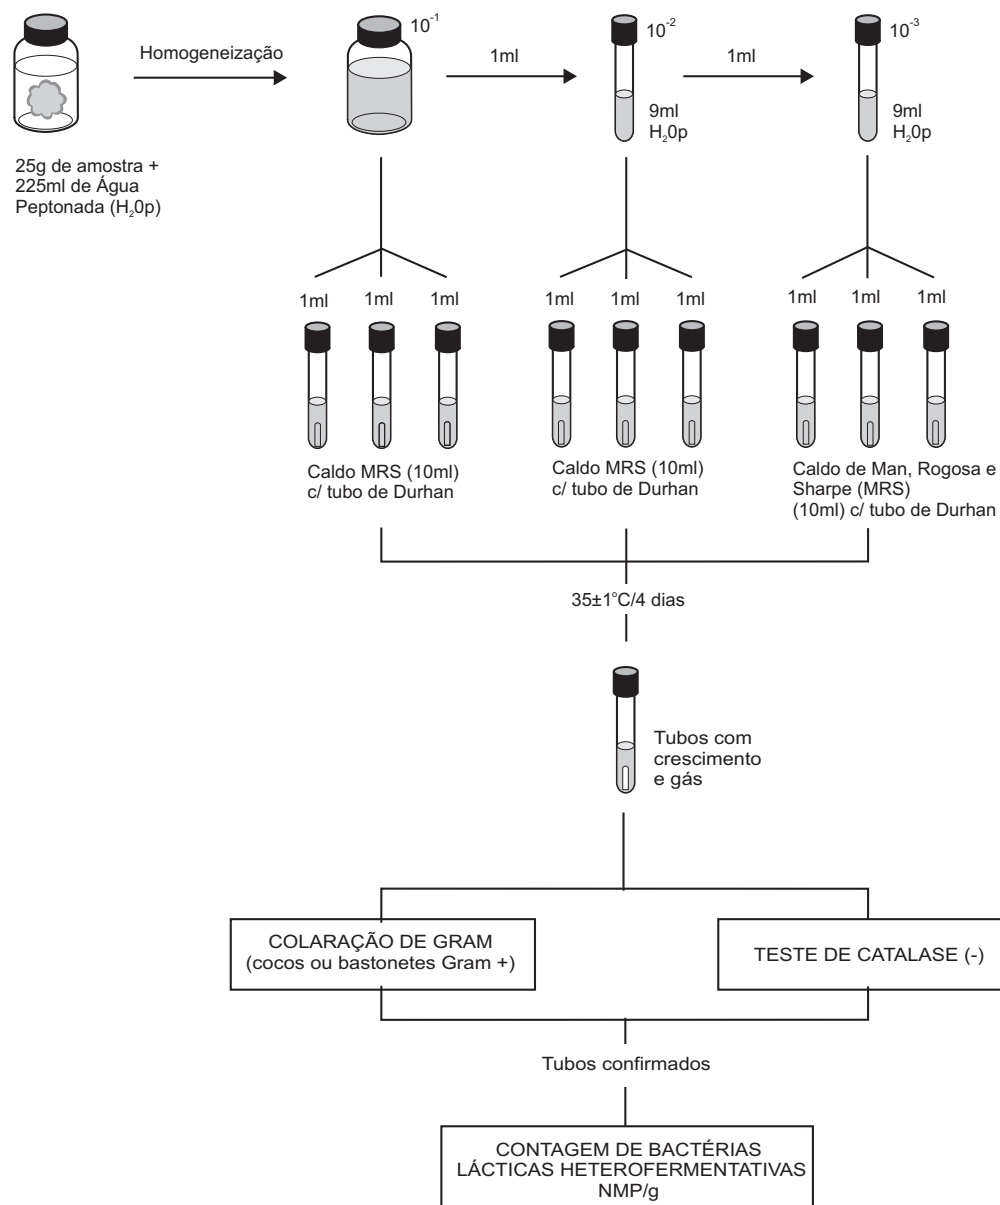 10⁻¹
10⁻²
10⁻³
Homogeneização
1ml
1ml
9ml
H₂0p
9ml
H₂0p
25g de amostra +
225ml de Água
Peptonada (H₂0p)
1ml 1ml 1ml
1ml 1ml 1ml
1ml 1ml 1ml
Caldo MRS (10ml)
c/ tubo de Durhan
Caldo MRS (10ml)
c/ tubo de Durhan
Caldo de Man, Rogosa e
Sharpe (MRS)
(10ml) c/ tubo de Durhan
35±1°C/4 dias
Tubos com
crescimento
e gás
COLARAÇÃO DE GRAM
(cocos ou bastonetes Gram +)
TESTE DE CATALASE (-)
Tubos confirmados
CONTAGEM DE BACTÉRIAS
LÁCTICAS HETEROFERMENTATIVAS
NMP/g